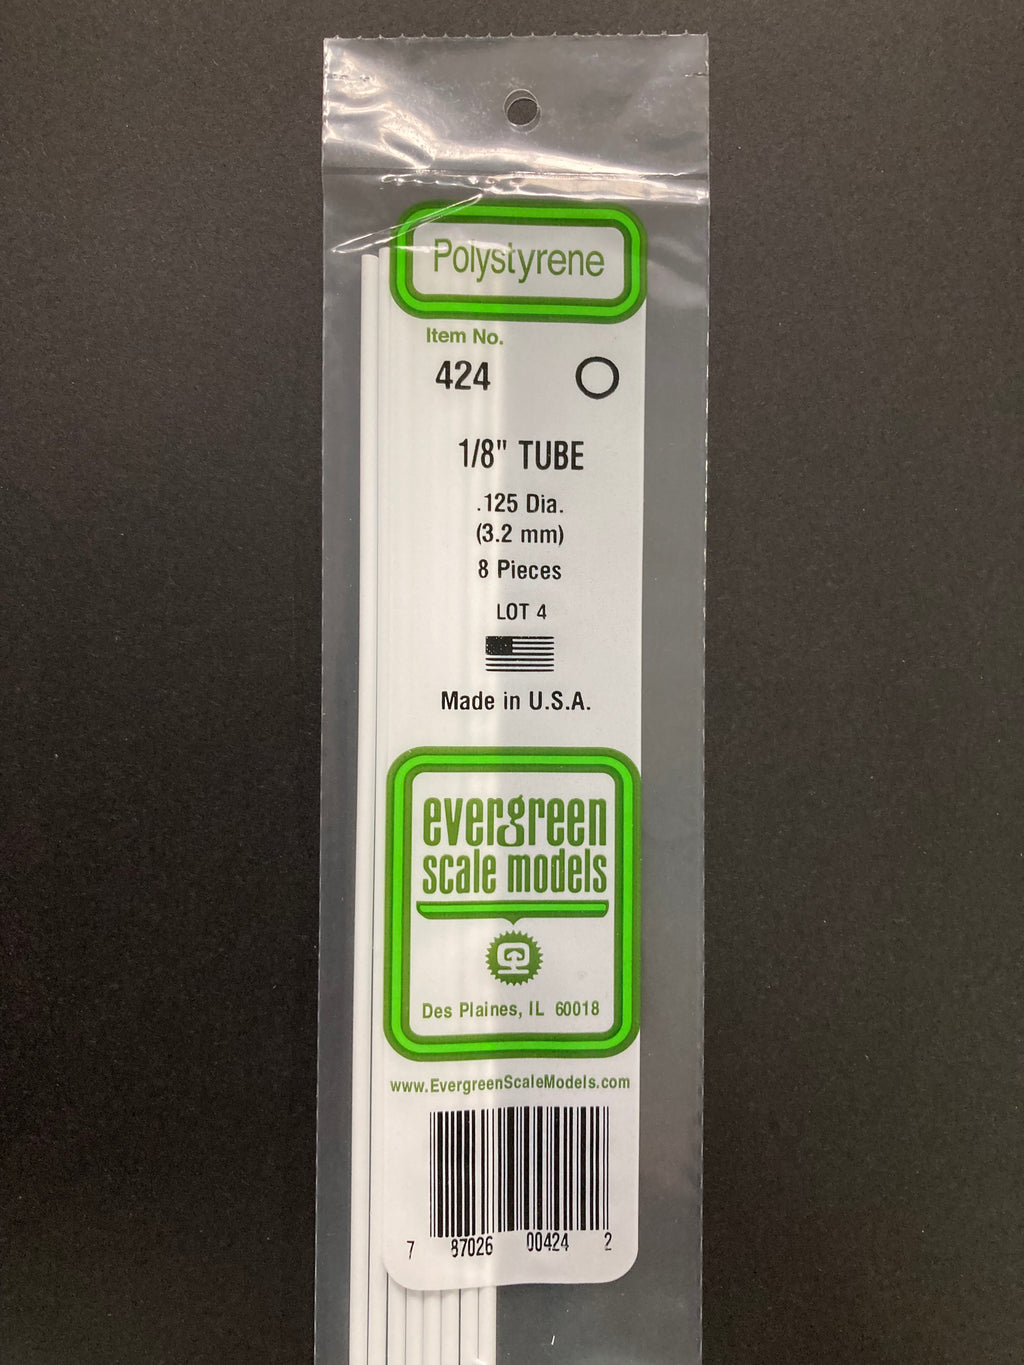 Polystyrene
Item No.
424
1/8" TUBE
.125 Dia.
(3.2 mm)
8 Pieces
LOT 4
Made in U.S.A.
evergreen
scale models
Des Plaines, IL 60018
www.EvergreenScaleModels.com
7 87026 00424 2